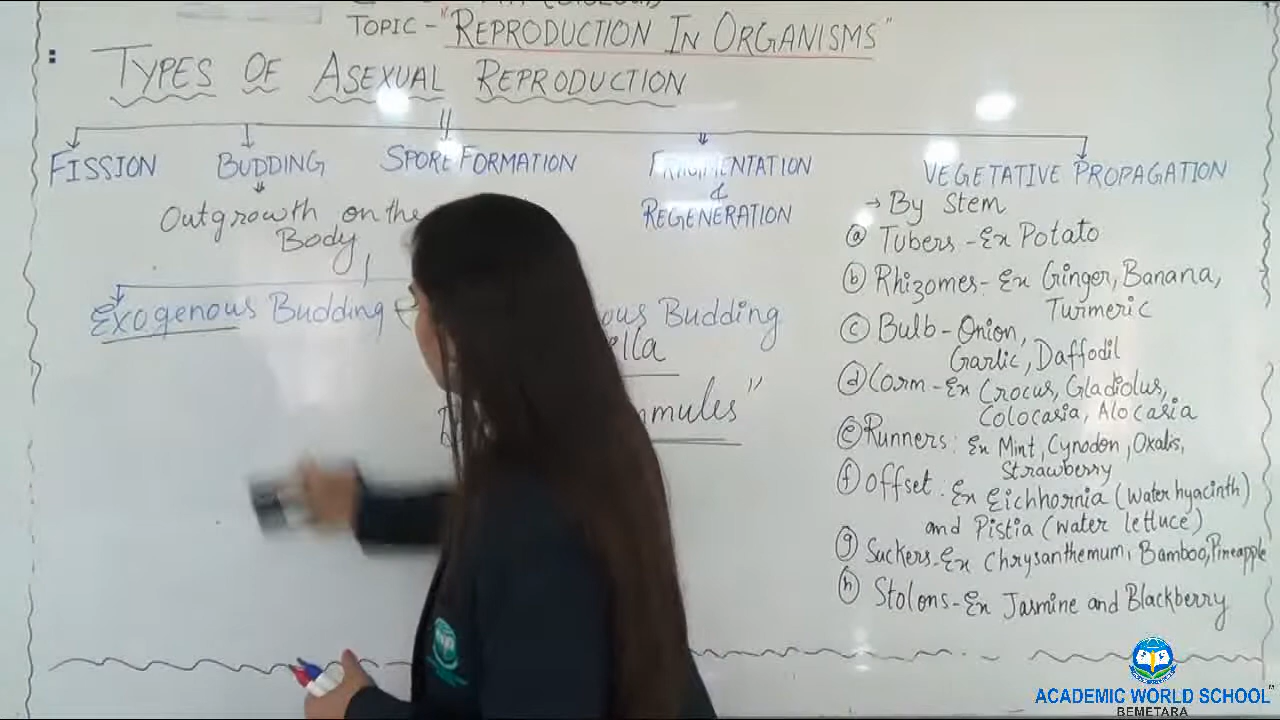 TOPIC - "REPRODUCTION IN ORGANISMS"
TYPES OF ASEXUAL REPRODUCTION
FISSION
BUDDING
SPORE FORMATION
FRAGMENTATION
&
REGENERATION
VEGETATIVE PROPAGATION
Outgrowth on the
Body
Exogenous Budding
ous Budding
ella
mmules"
→ By Stem
(a) Tubers - Ex Potato
(b) Rhizomes - Ex Ginger, Banana,
Turmeric
(c) Bulb - Onion,
Garlic, Daffodil
(d) Corm - Ex Crocus, Gladiolus,
Colocasia, Alocasia
(e) Runners : Ex Mint, Cynodon, Oxalis,
Strawberry
(f) Offset : Ex Eichhornia (Water hyacinth)
and Pistia (water lettuce)
(g) Suckers - Ex Chrysanthemum, Bamboo, Pineapple
(h) Stolons - Ex Jasmine and Blackberry
ACADEMIC WORLD SCHOOL
BEMETARA